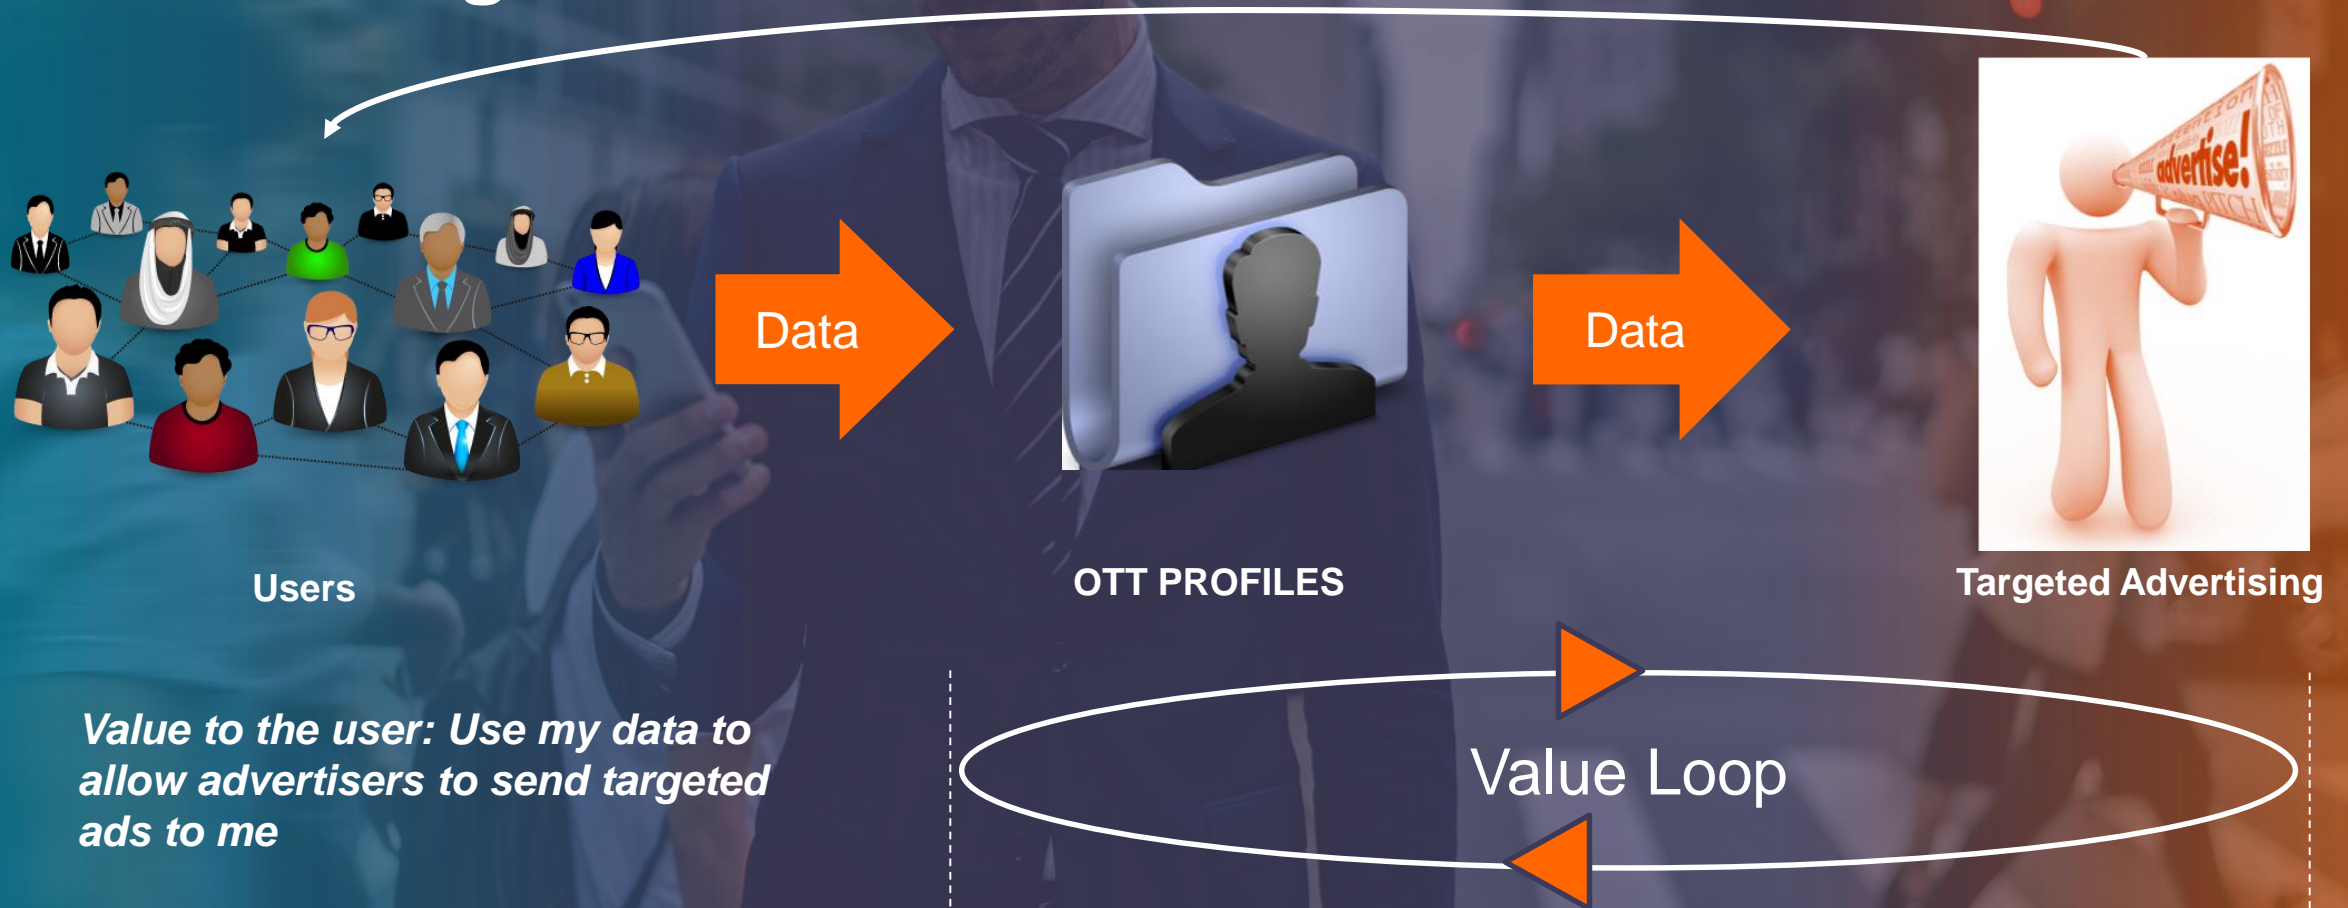 advertise!
Data
Data
Users
OTT PROFILES
Targeted Advertising
Value to the user: Use my data to
allow advertisers to send targeted
ads to me
Value Loop